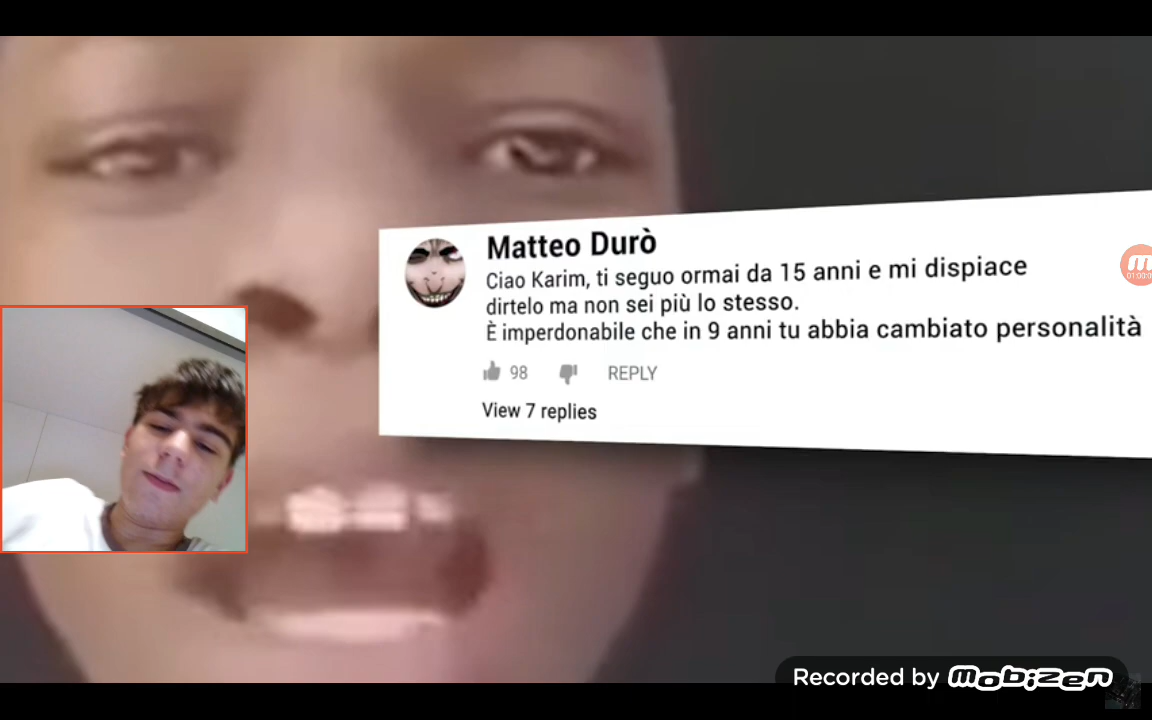 Matteo Durò
Ciao Karim, ti seguo ormai da 15 anni e mi dispiace
dirtelo ma non sei più lo stesso.
È imperdonabile che in 9 anni tu abbia cambiato personalità
98 REPLY
View 7 replies
Recorded by mobizen